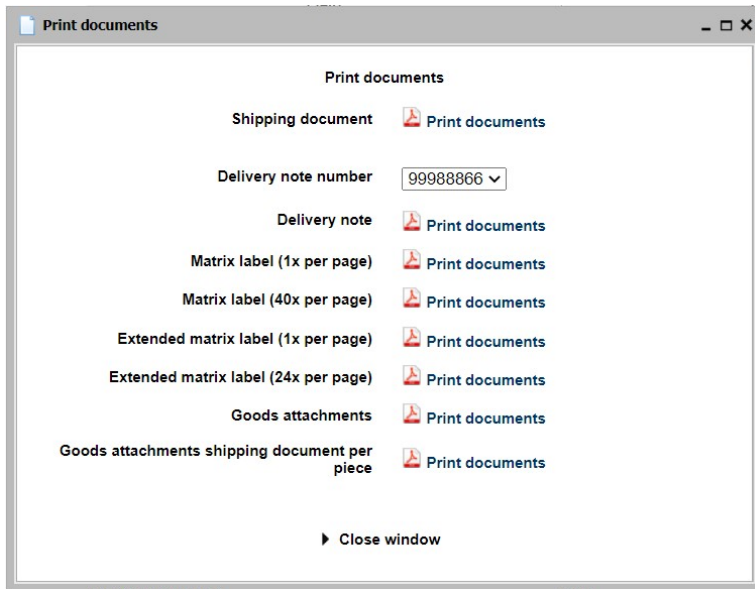 Print documents
Print documents
Shipping document Print documents
Delivery note number 99988866
Delivery note Print documents
Matrix label (1x per page) Print documents
Matrix label (40x per page) Print documents
Extended matrix label (1x per page) Print documents
Extended matrix label (24x per page) Print documents
Goods attachments Print documents
Goods attachments shipping document per
piece Print documents
Close window